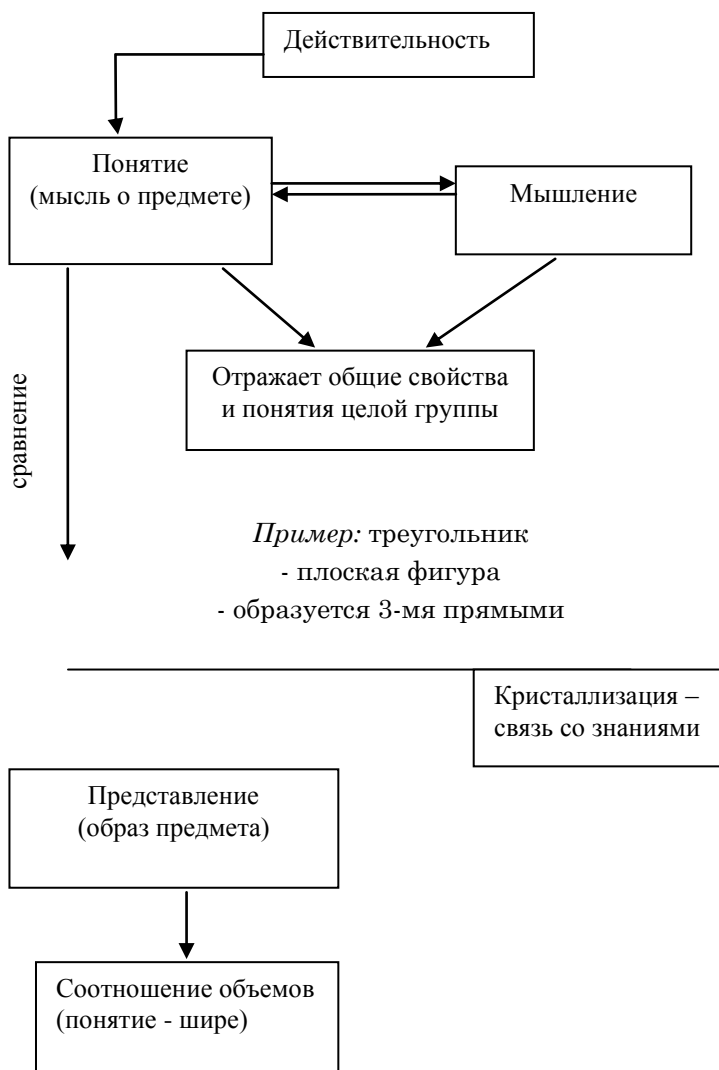 Действительность
Понятие
(мысль о предмете)
Мышление
Отражает общие свойства
и понятия целой группы
сравнение
Пример: треугольник
- плоская фигура
- образуется 3-мя прямыми
Кристаллизация –
связь со знаниями
Представление
(образ предмета)
Соотношение объемов
(понятие - шире)